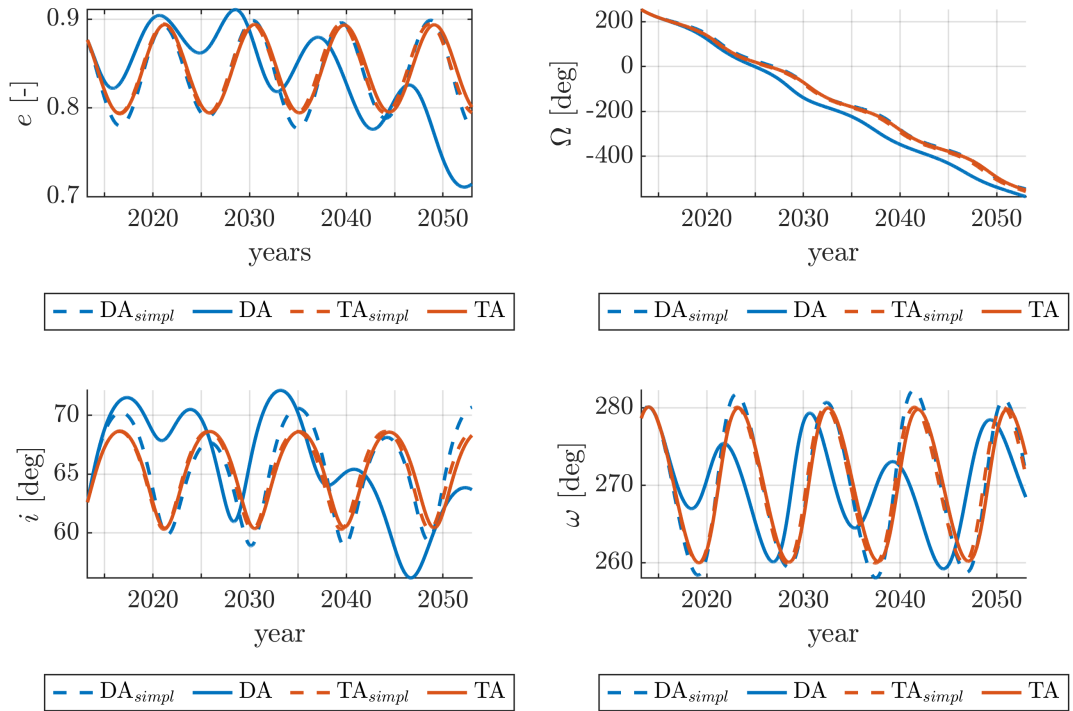 0.9
0.8
0.7
e [-]
2020 2030 2040 2050
years
DA_simpl DA TA_simpl TA
200
0
-200
-400
Ω [deg]
2020 2030 2040 2050
year
DA_simpl DA TA_simpl TA
70
65
60
i [deg]
2020 2030 2040 2050
year
DA_simpl DA TA_simpl TA
280
270
260
ω [deg]
2020 2030 2040 2050
year
DA_simpl DA TA_simpl TA